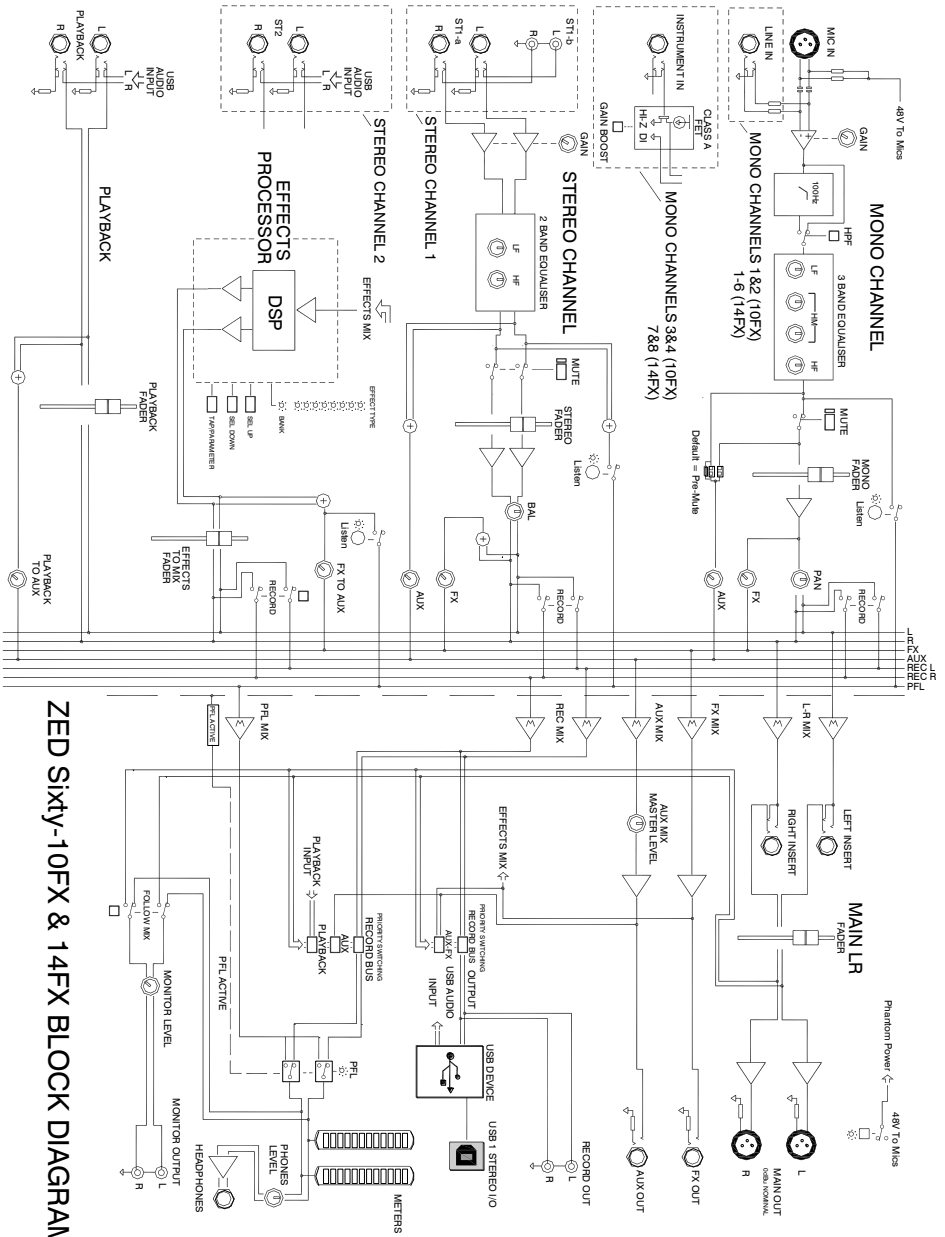 MONO CHANNEL
48V To Mics
MIC IN
LINE IN
GAIN
100Hz
HPF
3 BAND EQUALISER
LF
HM
HF
MUTE
MONO
FADER
Listen
PAN
RECORD
FX
AUX
Default = Pre-Mute
MONO CHANNELS 1&2 (10FX)
1-6 (14FX)
INSTRUMENT IN
CLASS A
FET
HI-Z DI
GAIN BOOST
MONO CHANNELS 3&4 (10FX)
7&8 (14FX)
STEREO CHANNEL
ST1-b
L
R
ST1-a
L
R
GAIN
2 BAND EQUALISER
LF
HF
MUTE
STEREO
FADER
Listen
BAL
RECORD
FX
AUX
STEREO CHANNEL 1
ST2
L
R
USB
AUDIO
INPUT
L
R
STEREO CHANNEL 2
EFFECTS
PROCESSOR
DSP
EFFECTS MIX
EFFECT TYPE
BANK
SEL UP
SEL DOWN
TAP/PARAMETER
Listen
FX TO AUX
EFFECTS
TO MIX
FADER
RECORD
PLAYBACK
L
R
USB
AUDIO
INPUT
L
R
PLAYBACK
PLAYBACK
FADER
PLAYBACK
TO AUX
L
R
FX
AUX
REC L
REC R
PFL
L-R MIX
FX MIX
AUX MIX
REC MIX
PFL MIX
PFL ACTIVE
LEFT INSERT
RIGHT INSERT
MAIN LR
FADER
Phantom Power
48V To Mics
MAIN OUT
0dBu NOMINAL
L
R
AUX MIX
MASTER LEVEL
FX OUT
AUX OUT
EFFECTS MIX
PRIORITY SWITCHING
RECORD BUS OUTPUT
AUX-FX
USB AUDIO
INPUT
USB DEVICE
USB 1 STEREO I/O
RECORD OUT
L
R
PLAYBACK
INPUT
PRIORITY SWITCHING
RECORD BUS
AUX
PLAYBACK
PFL ACTIVE
PFL
METERS
PHONES
LEVEL
HEADPHONES
FOLLOW MIX
MONITOR LEVEL
MONITOR OUTPUT
L
R
ZED Sixty-10FX & 14FX BLOCK DIAGRAM